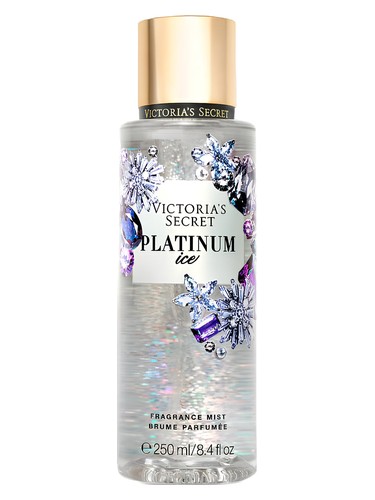 VICTORIA'S SECRET
VICTORIA'S
SECRET
PLATINUM
ice
FRAGRANCE MIST
BRUME PARFUMÉE
℮ 250 ml/8.4 fl oz